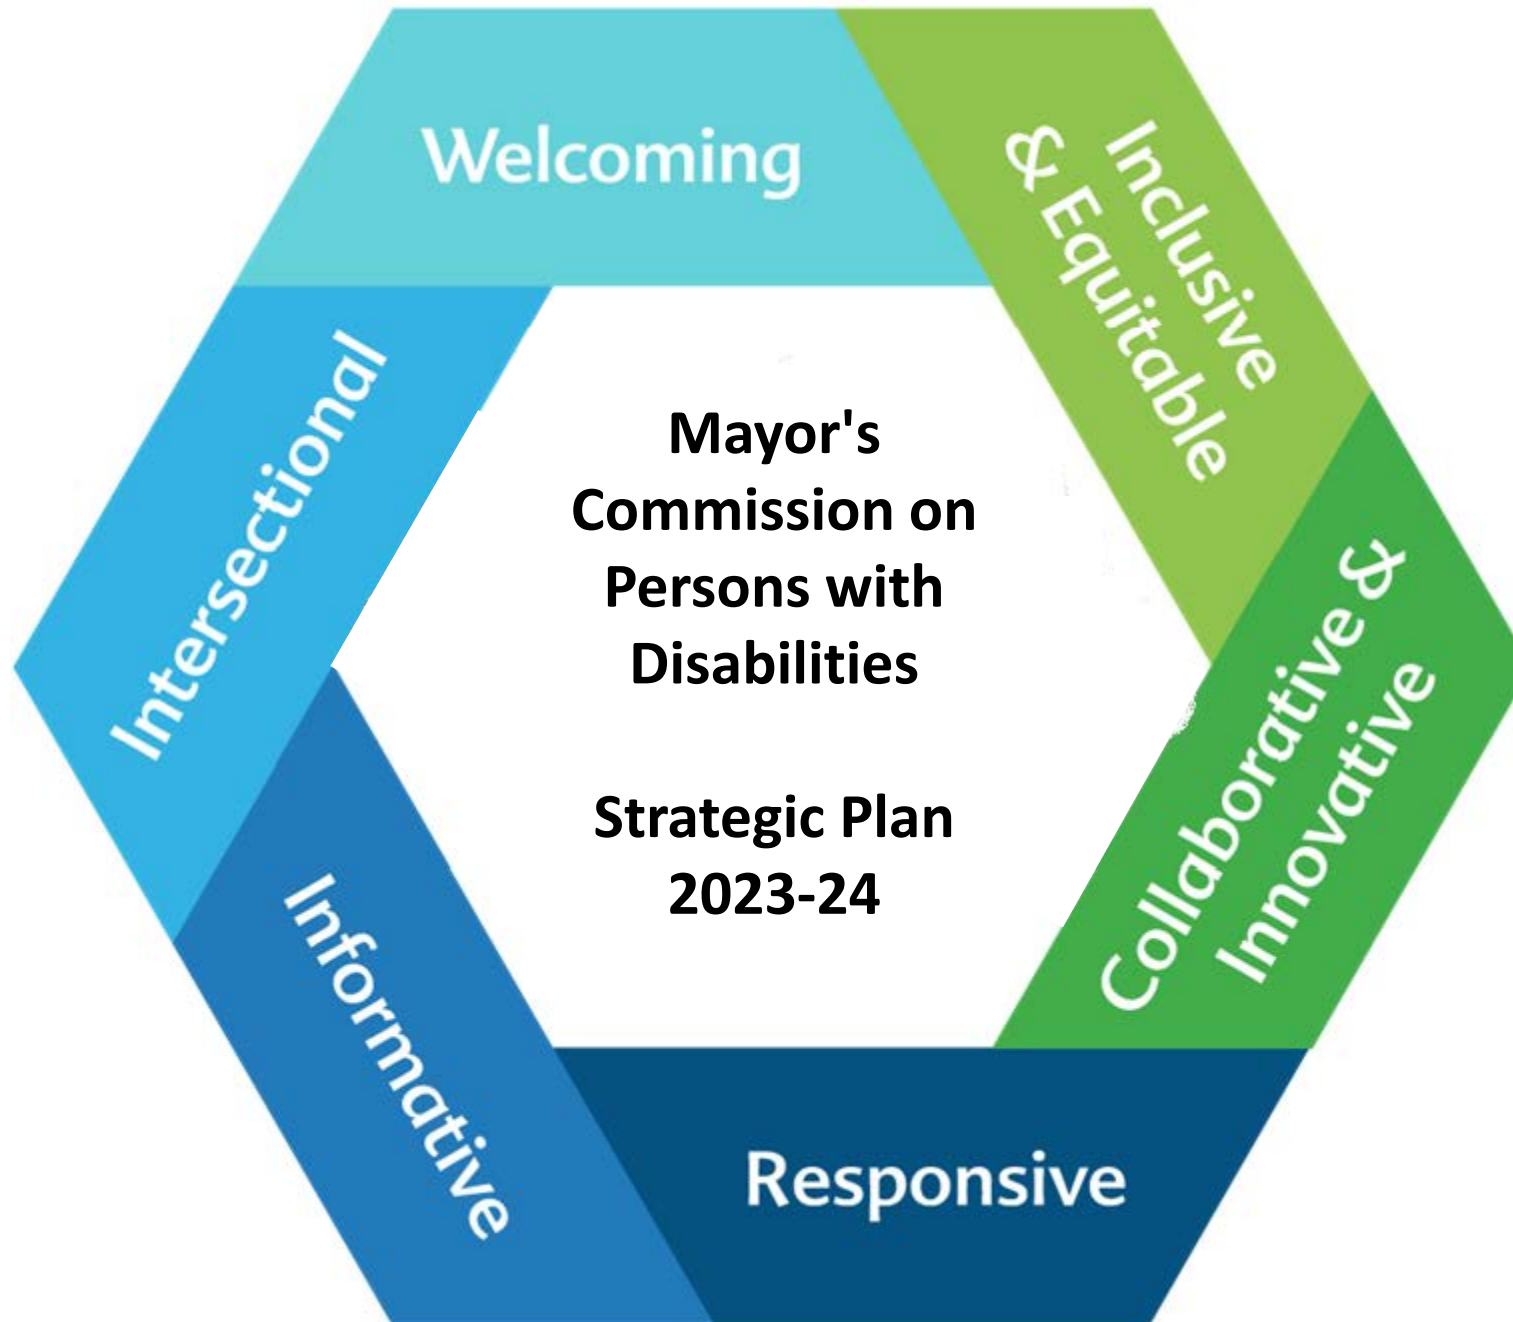 Welcoming
Inclusive
& Equitable
Collaborative &
Innovative
Responsive
Informative
Intersectional
Mayor's
Commission on
Persons with
Disabilities
Strategic Plan
2023-24